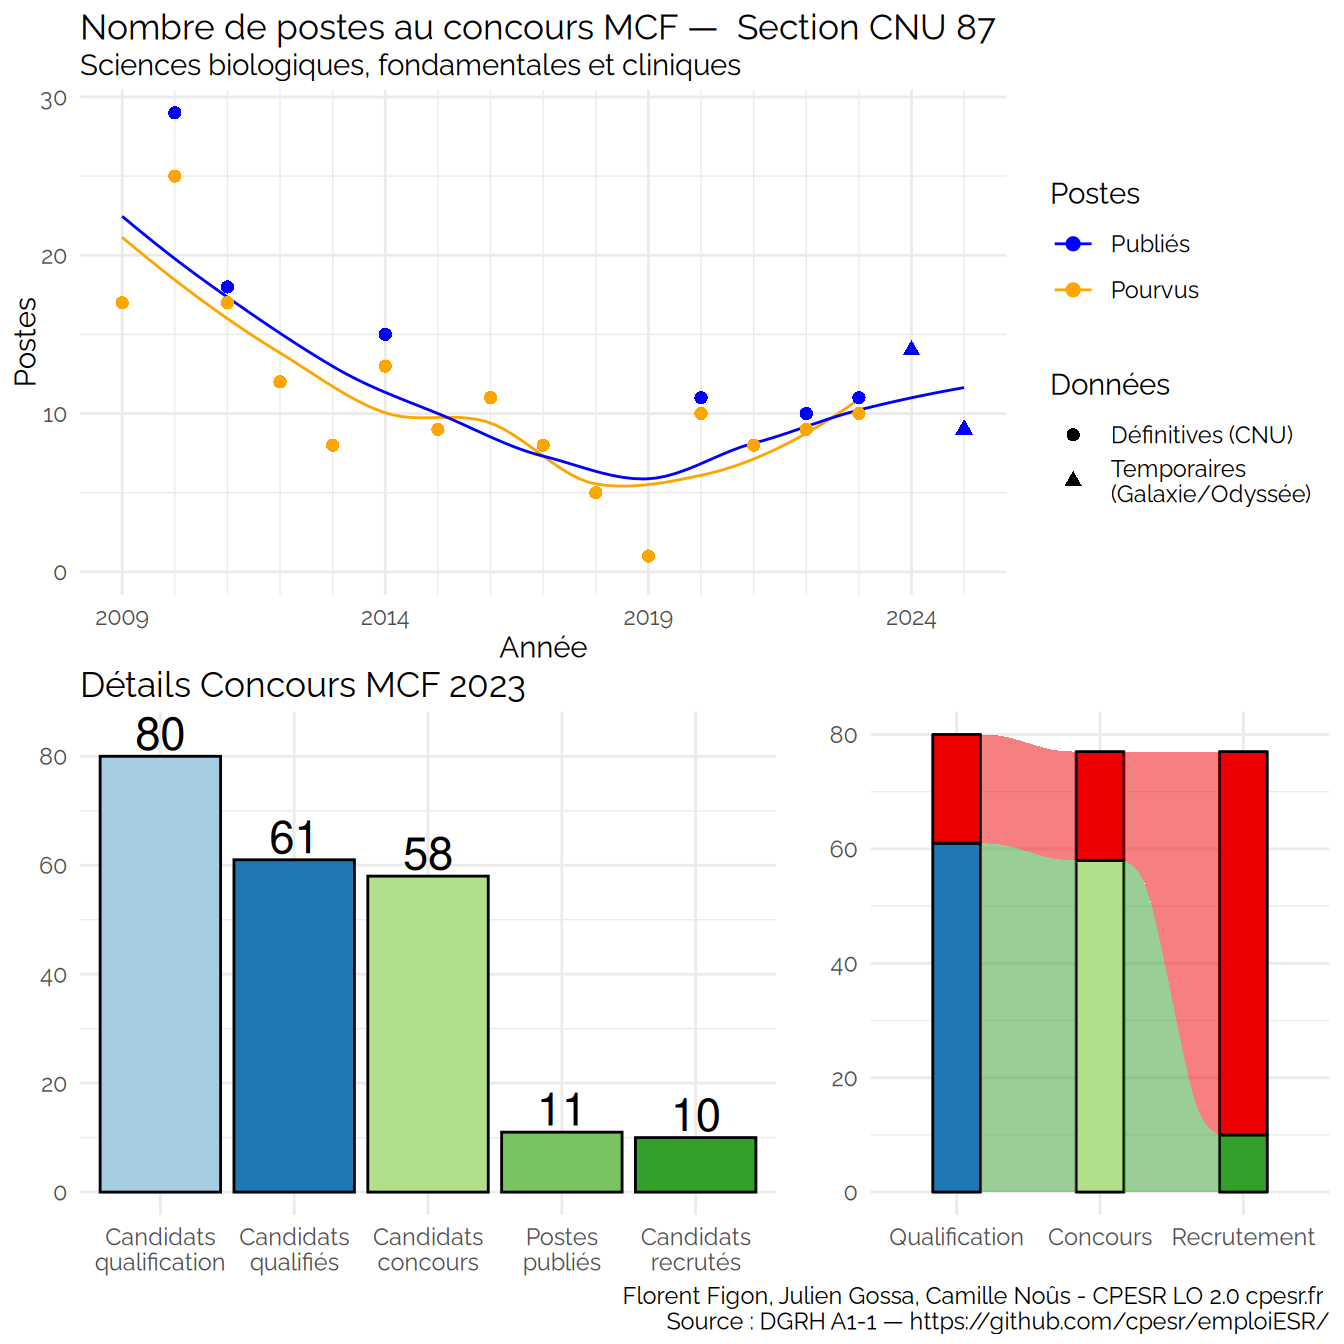 Nombre de postes au concours MCF —  Section CNU 87
Sciences biologiques, fondamentales et cliniques
30
20
10
0
Postes
2009
2014
2019
2024
Année
Postes
Publiés
Pourvus
Données
Définitives (CNU)
Temporaires
(Galaxie/Odyssée)
Détails Concours MCF 2023
80
60
40
20
0
80
61
58
11
10
Candidats
qualification
Candidats
qualifiés
Candidats
concours
Postes
publiés
Candidats
recrutés
80
60
40
20
0
Qualification
Concours
Recrutement
Florent Figon, Julien Gossa, Camille Noûs - CPESR LO 2.0 cpesr.fr
Source : DGRH A1-1 — https://github.com/cpesr/emploiESR/